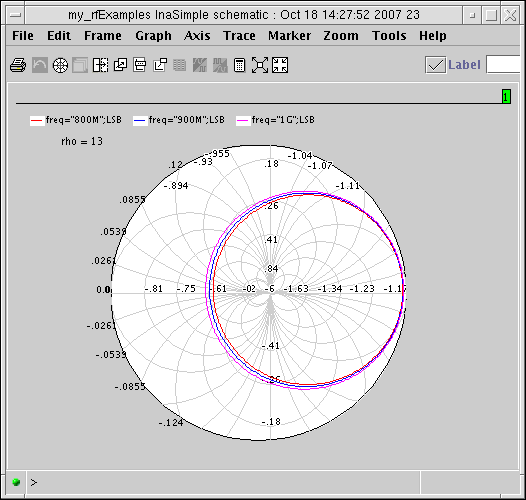 my_rfExamples lnaSimple schematic : Oct 18 14:27:52 2007 23
File Edit Frame Graph Axis Trace Marker Zoom Tools Help
Label
1
freq="800M";LSB freq="900M";LSB freq="1G";LSB
rho = 13
-.955 -1.04
.12 -.93 .18 -1.07
-.894 -1.11
.0855 .26
.0539 .41
.0261 .84
0.0 -.81 -.75 -.61 -02 -6 -1.63 -1.34 -1.23 -1.17
-.0261
-.0539 -.41
-.0855 -.26
-.124 -.18
>